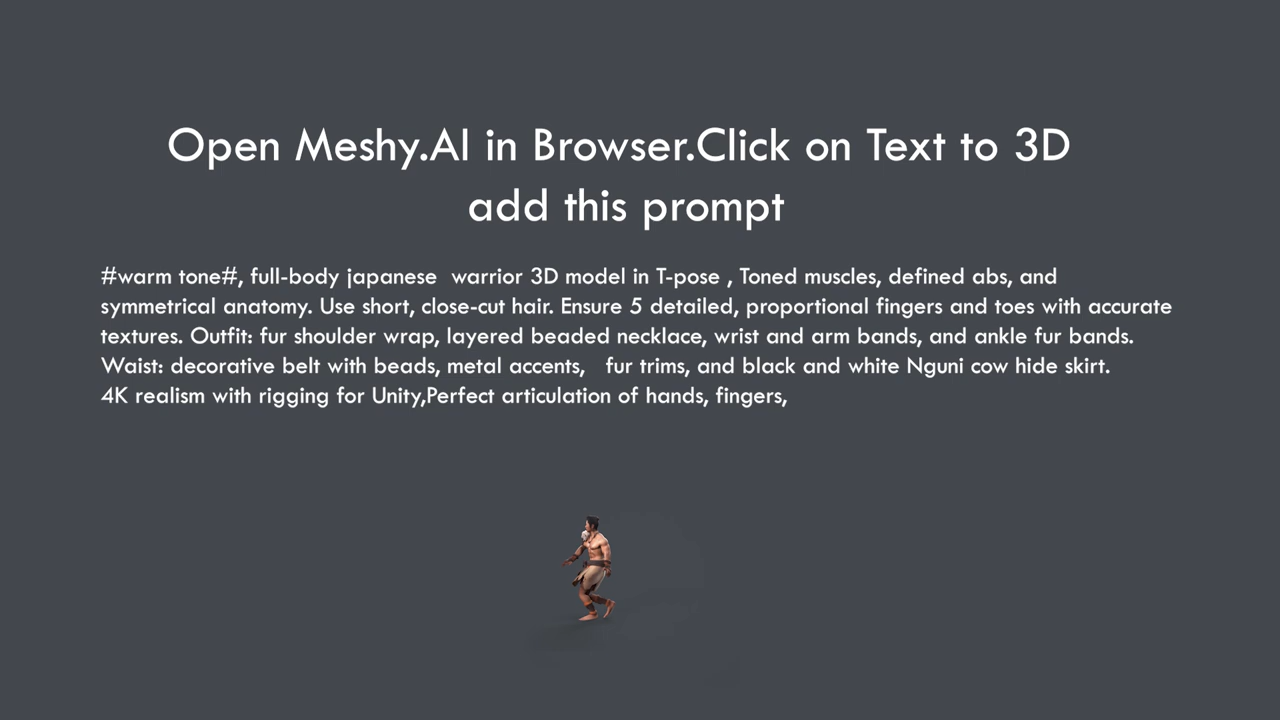 Open Meshy.AI in Browser.Click on Text to 3D
add this prompt
#warm tone#, full-body japanese  warrior 3D model in T-pose , Toned muscles, defined abs, and
symmetrical anatomy. Use short, close-cut hair. Ensure 5 detailed, proportional fingers and toes with accurate
textures. Outfit: fur shoulder wrap, layered beaded necklace, wrist and arm bands, and ankle fur bands.
Waist: decorative belt with beads, metal accents,   fur trims, and black and white Nguni cow hide skirt.
4K realism with rigging for Unity,Perfect articulation of hands, fingers,